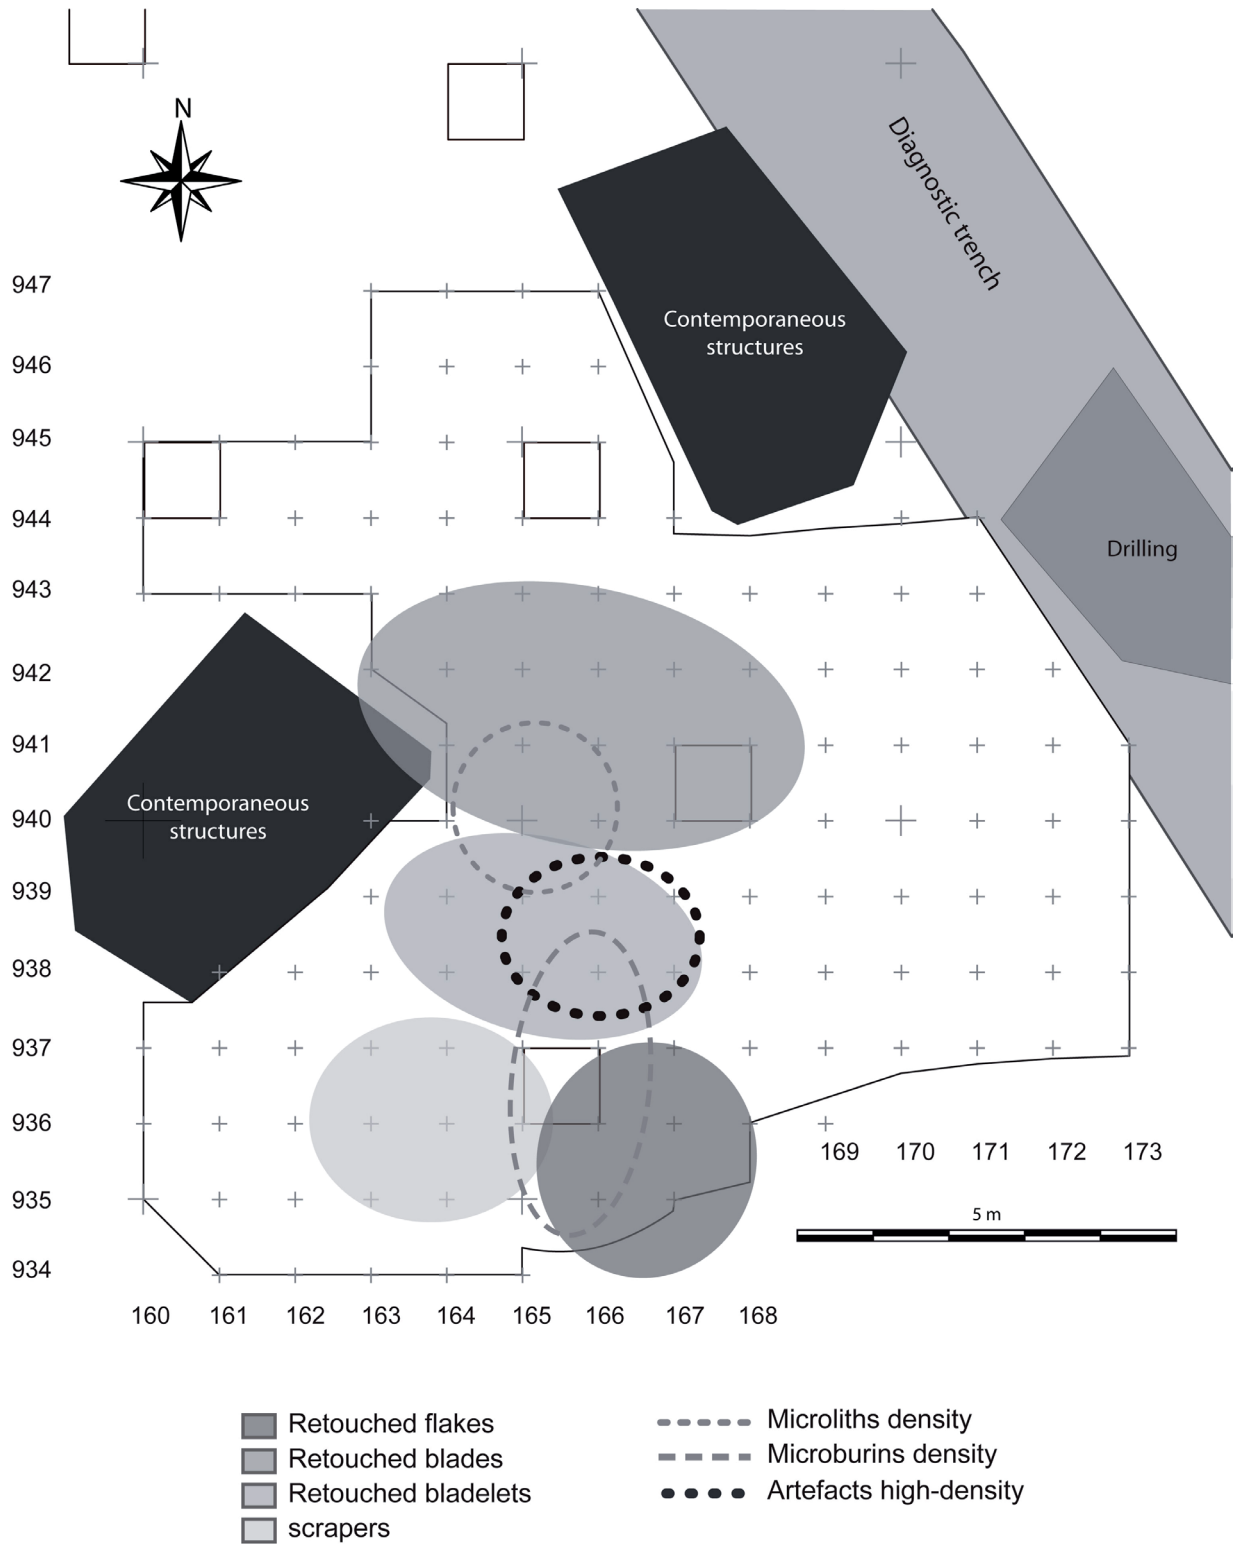 N
Diagnostic trench
Contemporaneous
structures
947
946
945
944
943
942
941
940
939
938
937
936
935
934
Drilling
Contemporaneous
structures
169 170 171 172 173
5 m
160 161 162 163 164 165 166 167 168
Retouched flakes
Retouched blades
Retouched bladelets
scrapers
Microliths density
Microburins density
Artefacts high-density